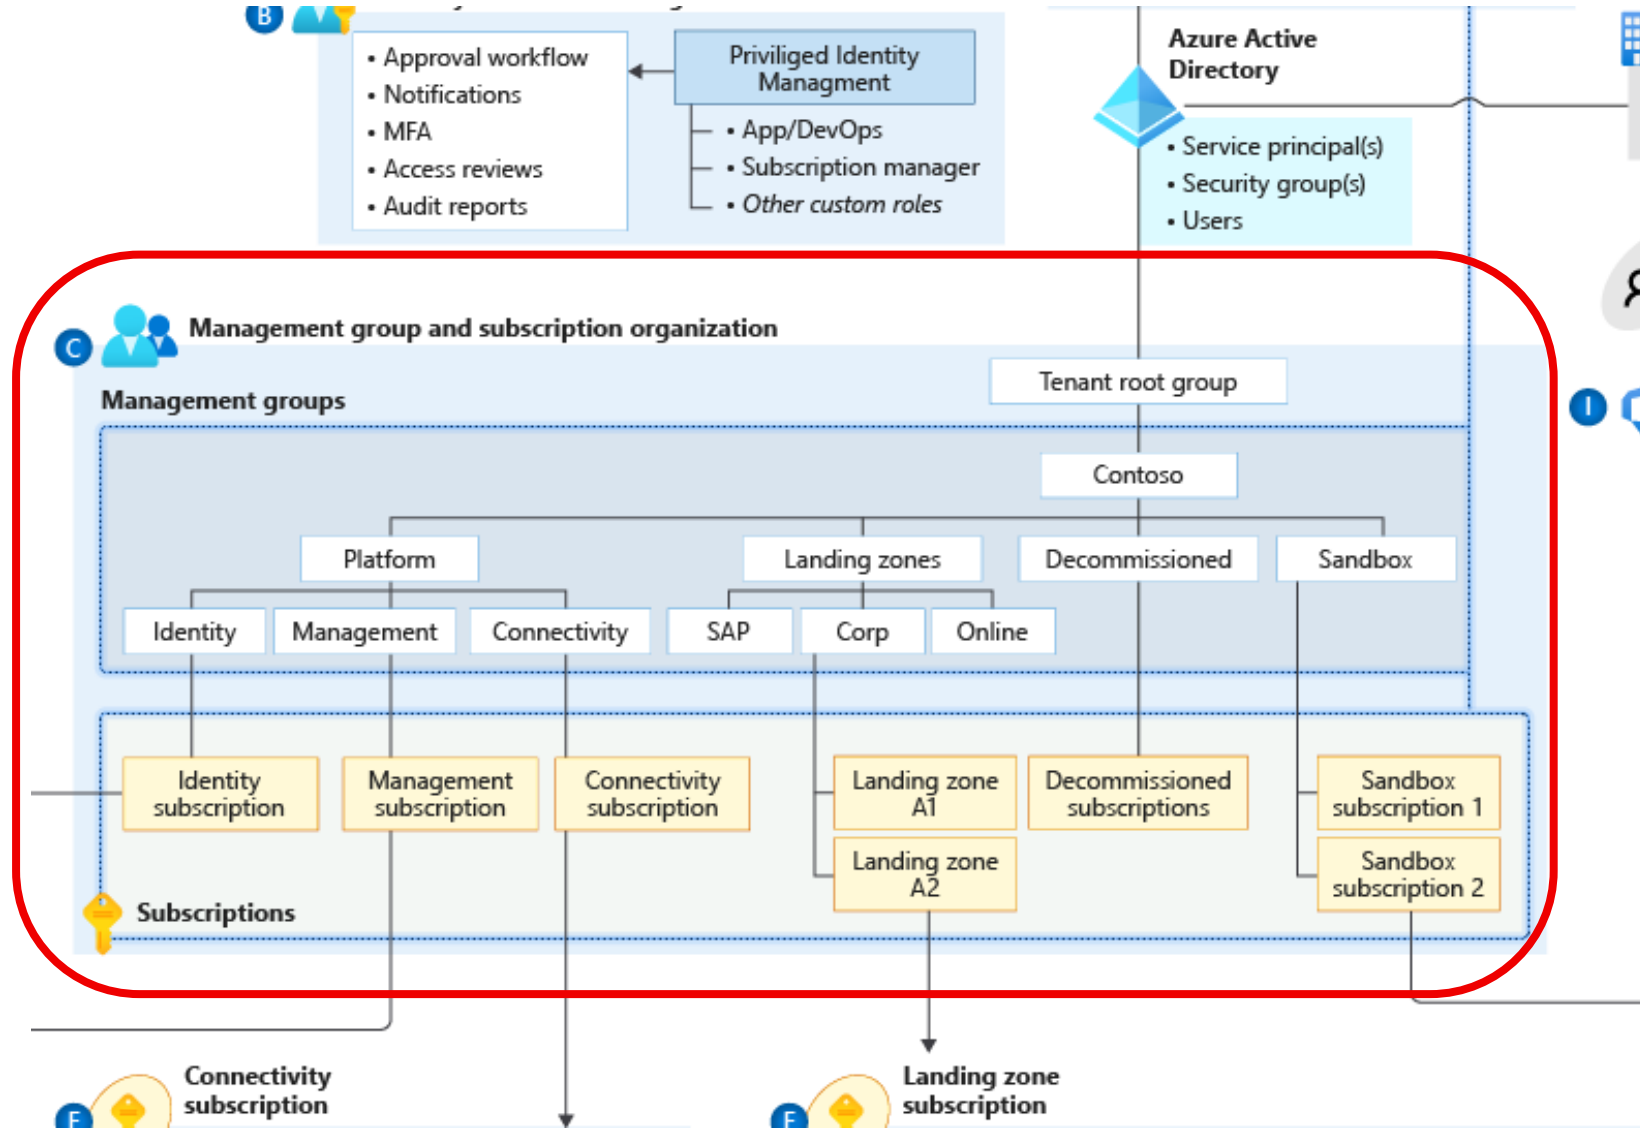 B
• Approval workflow
• Notifications
• MFA
• Access reviews
• Audit reports
Priviliged Identity
Managment
• App/DevOps
• Subscription manager
• Other custom roles
Azure Active
Directory
• Service principal(s)
• Security group(s)
• Users
C
Management group and subscription organization
Management groups
Tenant root group
Contoso
Platform
Landing zones
Decommissioned
Sandbox
Identity
Management
Connectivity
SAP
Corp
Online
Identity
subscription
Management
subscription
Connectivity
subscription
Landing zone
A1
Decommissioned
subscriptions
Sandbox
subscription 1
Landing zone
A2
Sandbox
subscription 2
Subscriptions
I
Connectivity
subscription
Landing zone
subscription